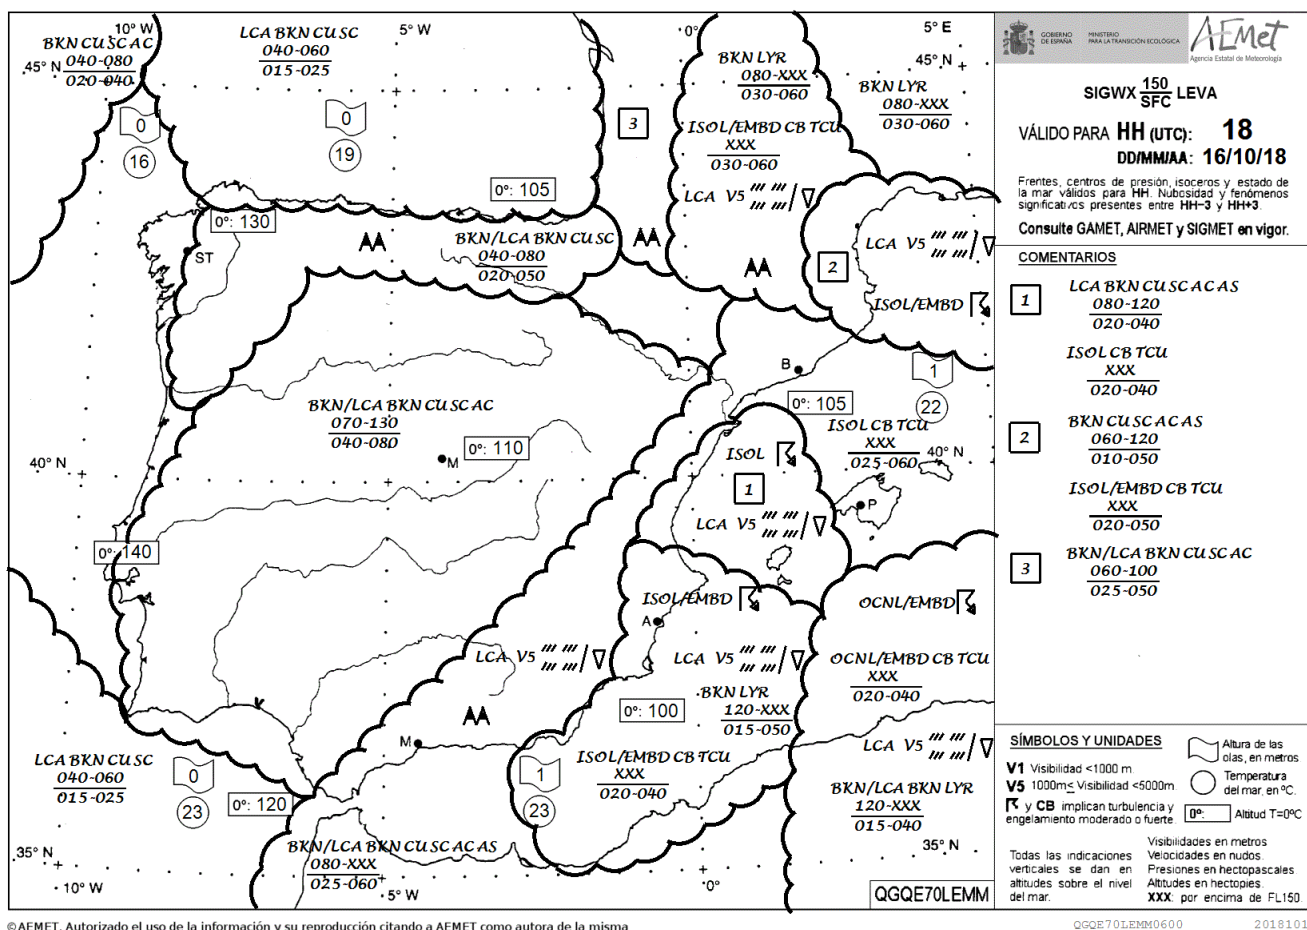 10° W
BKN CU SC AC
040-080
020-040
45° N
LCA BKN CU SC
040-060
015-025
5° W
0°
5° E
45° N
BKN LYR
080-XXX
030-060
BKN LYR
080-XXX
030-060
0
16
0
19
3
ISOL/EMBD CB TCU
XXX
030-060
LCA V5
0°: 105
0°: 130
ST
BKN/LCA BKN CU SC
040-080
020-050
2
LCA V5
ISOL/EMBD
B
1
22
0°: 105
BKN/LCA BKN CU SC AC
070-130
040-080
M
0°: 110
40° N
ISOL CB TCU
XXX
025-060
40° N
ISOL
1
P
LCA V5
0°: 140
ISOL/EMBD
A
OCNL/EMBD
LCA V5
LCA V5
OCNL/EMBD CB TCU
XXX
020-040
BKN LYR
120-XXX
015-050
0°: 100
M
LCA V5
LCA BKN CU SC
040-060
015-025
0
23
0°: 120
1
23
ISOL/EMBD CB TCU
XXX
020-040
BKN/LCA BKN LYR
120-XXX
015-040
BKN/LCA BKN CU SC AC AS
080-XXX
025-060
35° N
10° W
5° W
0°
35° N
QGQE70LEMM
GOBIERNO
DE ESPAÑA
MINISTERIO
PARA LA TRANSICIÓN ECOLÓGICA
AEMet
Agencia Estatal de Meteorología
SIGWX 150
SFC LEVA
VÁLIDO PARA HH (UTC): 18
DD/MM/AA: 16/10/18
Frentes, centros de presión, isoceros y estado de
la mar válidos para HH. Nubosidad y fenómenos
significativos presentes entre HH-3 y HH+3.
Consulte GAMET, AIRMET y SIGMET en vigor.
COMENTARIOS
1
LCA BKN CU SC AC AS
080-120
020-040
ISOL CB TCU
XXX
020-040
2
BKN CU SC AC AS
060-120
010-050
ISOL/EMBD CB TCU
XXX
020-050
3
BKN/LCA BKN CU SC AC
060-100
025-050
SÍMBOLOS Y UNIDADES
V1 Visibilidad <1000 m.
V5 1000m≤ Visibilidad <5000m.
y CB implican turbulencia y
engelamiento moderado o fuerte.
Altura de las
olas, en metros
Temperatura
del mar, en ºC.
0º: Altitud T=0ºC
Todas las indicaciones
verticales se dan en
altitudes sobre el nivel
del mar.
Visibilidades en metros
Velocidades en nudos.
Presiones en hectopascales.
Altitudes en hectopies.
XXX: por encima de FL150.
© AEMET. Autorizado el uso de la información y su reproducción citando a AEMET como autora de la misma
QGQE70LEMM0600
2018101